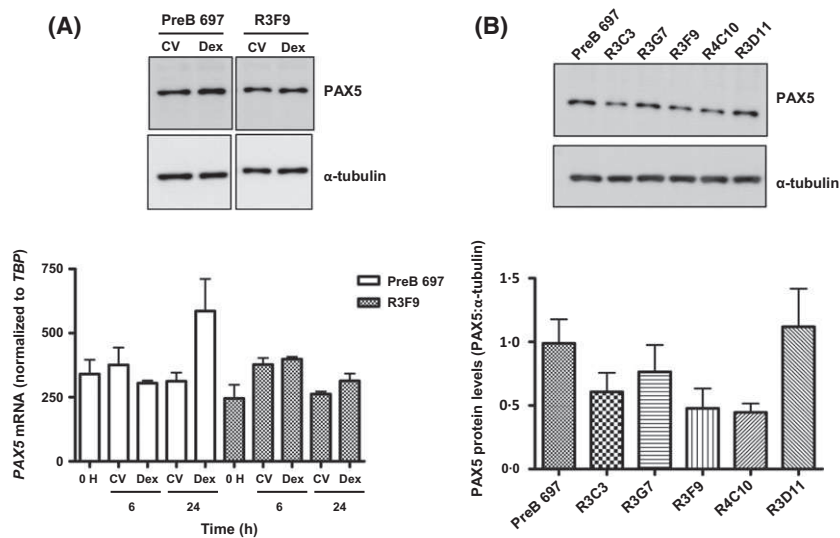 (A)
PreB 697 R3F9
CV Dex CV Dex
PAX5
α-tubulin
PAX5 mRNA (normalized to TBP)
750
500
250
0
PreB 697
R3F9
0 H CV Dex CV Dex 0 H CV Dex CV Dex
6 24 6 24
Time (h)
(B)
PreB 697 R3C3 R3G7 R3F9 R4C10 R3D11
PAX5
α-tubulin
PAX5 protein levels (PAX5:α-tubulin)
1·5
1·0
0·5
0·0
PreB 697 R3C3 R3G7 R3F9 R4C10 R3D11